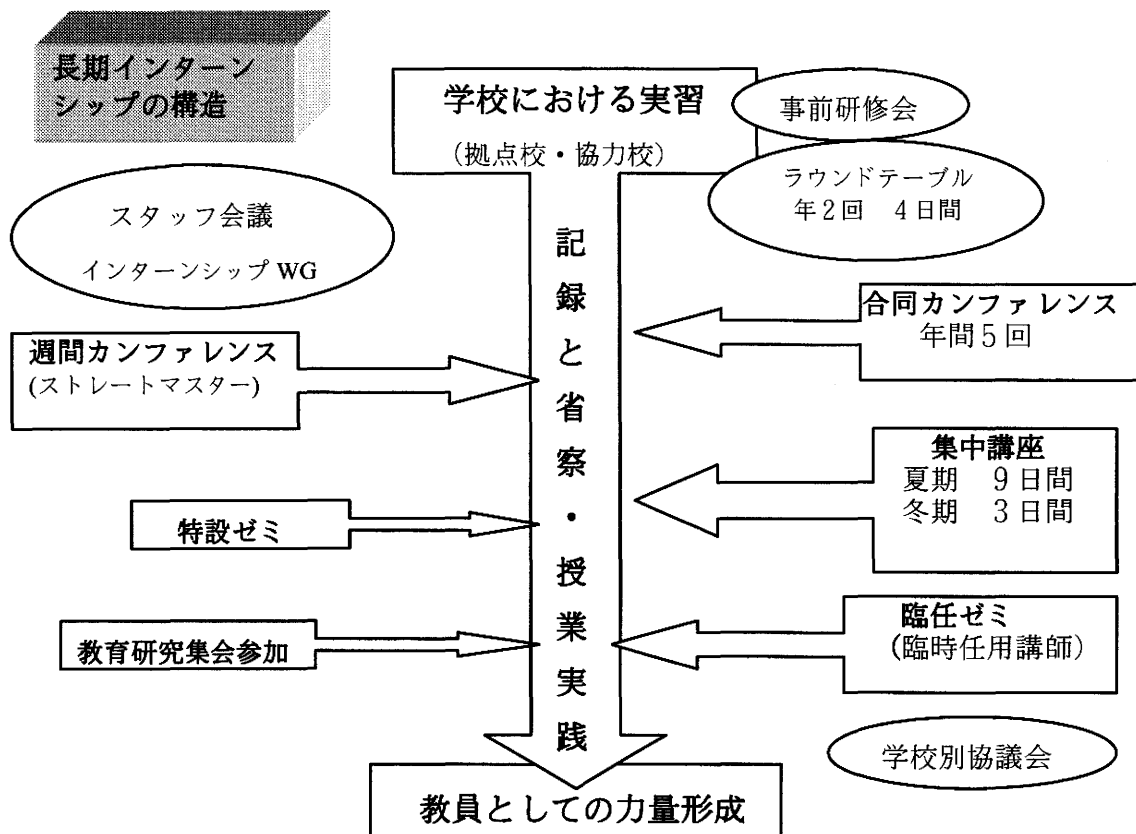 長期インターン
シップの構造
学校における実習
(拠点校・協力校)
事前研修会
ラウンドテーブル
年2回　4日間
スタッフ会議
インターンシップ WG
記録と省察・授業実践
合同カンファレンス
年間5回
週間カンファレンス
(ストレートマスター)
集中講座
夏期　9日間
冬期　3日間
特設ゼミ
臨任ゼミ
(臨時任用講師)
教育研究集会参加
学校別協議会
教員としての力量形成